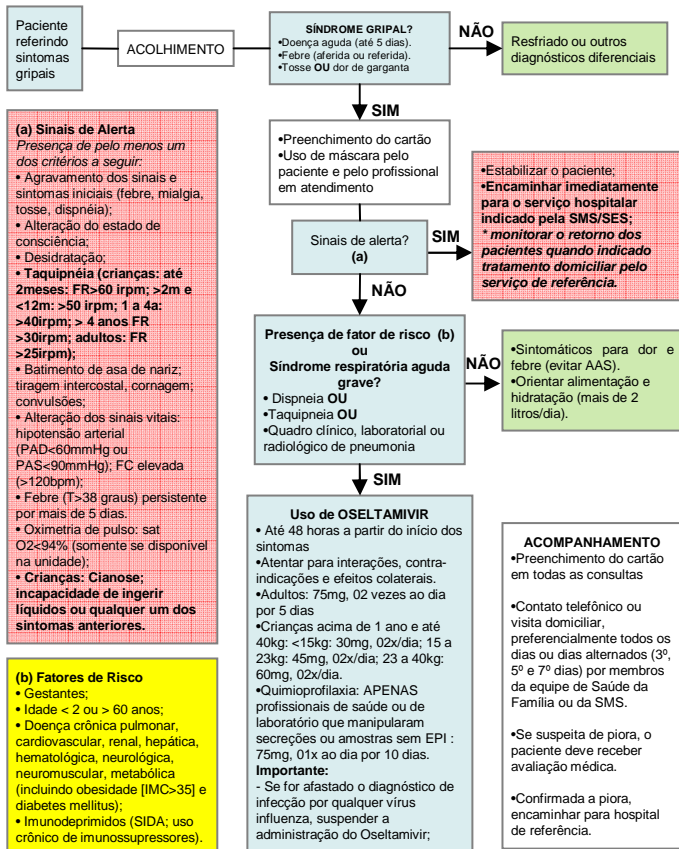 Paciente
referindo
sintomas
gripais
ACOLHIMENTO
SÍNDROME GRIPAL?
•Doença aguda (até 5 dias).
•Febre (aferida ou referida).
•Tosse OU dor de garganta
NÃO
Resfriado ou outros
diagnósticos diferenciais
SIM
•Preenchimento do cartão
•Uso de máscara pelo
paciente e pelo profissional
em atendimento
Sinais de alerta?
(a)
SIM
•Estabilizar o paciente;
•Encaminhar imediatamente
para o serviço hospitalar
indicado pela SMS/SES;
* monitorar o retorno dos
pacientes quando indicado
tratamento domiciliar pelo
serviço de referência.
NÃO
(a) Sinais de Alerta
Presença de pelo menos um
dos critérios a seguir:
• Agravamento dos sinais e
sintomas iniciais (febre, mialgia,
tosse, dispnéia);
• Alteração do estado de
consciência;
• Desidratação;
• Taquipnéia (crianças: até
2meses: FR>60 irpm; >2m e
<12m: >50 irpm; 1 a 4a:
>40irpm; > 4 anos FR
>30irpm; adultos: FR
>25irpm);
• Batimento de asa de nariz;
tiragem intercostal, cornagem;
convulsões;
• Alteração dos sinais vitais:
hipotensão arterial
(PAD<60mmHg ou
PAS<90mmHg); FC elevada
(>120bpm);
• Febre (T>38 graus) persistente
por mais de 5 dias.
• Oximetria de pulso: sat
O2<94% (somente se disponível
na unidade);
• Crianças: Cianose;
incapacidade de ingerir
líquidos ou qualquer um dos
sintomas anteriores.
Presença de fator de risco (b)
ou
Síndrome respiratória aguda
grave?
• Dispneia OU
• Taquipneia OU
• Quadro clínico, laboratorial ou
radiológico de pneumonia
NÃO
•Sintomáticos para dor e
febre (evitar AAS).
•Orientar alimentação e
hidratação (mais de 2
litros/dia).
SIM
(b) Fatores de Risco
• Gestantes;
• Idade < 2 ou > 60 anos;
• Doença crônica pulmonar,
cardiovascular, renal, hepática,
hematológica, neurológica,
neuromuscular, metabólica
(incluindo obesidade [IMC>35] e
diabetes mellitus);
• Imunodeprimidos (SIDA; uso
crônico de imunossupressores).
Uso de OSELTAMIVIR
• Até 48 horas a partir do início dos
sintomas
•Atentar para interações, contra-
indicações e efeitos colaterais.
•Adultos: 75mg, 02 vezes ao dia
por 5 dias
•Crianças acima de 1 ano e até
40kg: <15kg: 30mg, 02x/dia; 15 a
23kg: 45mg, 02x/dia; 23 a 40kg:
60mg, 02x/dia.
•Quimioprofilaxia: APENAS
profissionais de saúde ou de
laboratório que manipularam
secreções ou amostras sem EPI :
75mg, 01x ao dia por 10 dias.
Importante:
- Se for afastado o diagnóstico de
infecção por qualquer vírus
influenza, suspender a
administração do Oseltamivir;
ACOMPANHAMENTO
•Preenchimento do cartão
em todas as consultas
•Contato telefônico ou
visita domiciliar,
preferencialmente todos os
dias ou dias alternados (3º,
5º e 7º dias) por membros
da equipe de Saúde da
Família ou da SMS.
•Se suspeita de piora, o
paciente deve receber
avaliação médica.
•Confirmada a piora,
encaminhar para hospital
de referência.